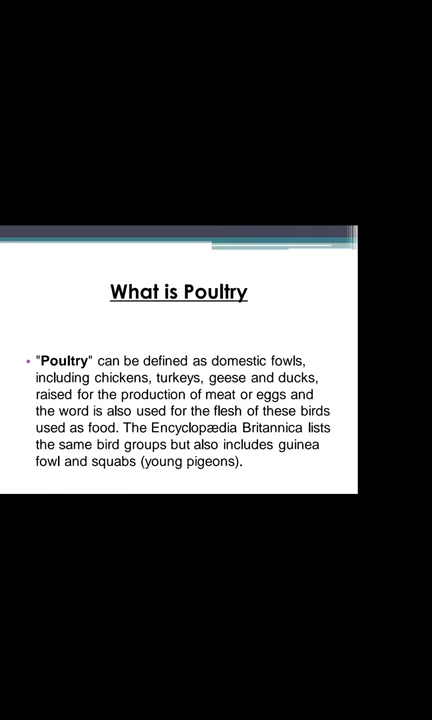 What is Poultry
• "Poultry" can be defined as domestic fowls,
including chickens, turkeys, geese and ducks,
raised for the production of meat or eggs and
the word is also used for the flesh of these birds
used as food. The Encyclopædia Britannica lists
the same bird groups but also includes guinea
fowl and squabs (young pigeons).